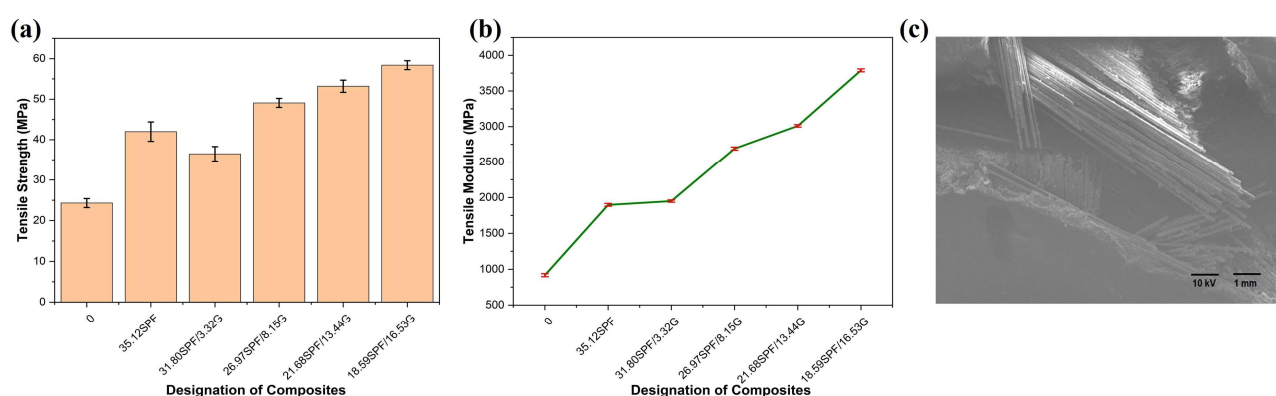 (a)
60
50
40
30
20
10
0
Tensile Strength (MPa)
0
35.12SPF
31.80SPF/3.32G
26.97SPF/8.15G
21.68SPF/13.44G
18.59SPF/16.53G
Designation of Composites
(b)
4000
3500
3000
2500
2000
1500
1000
500
Tensile Modulus (MPa)
0
35.12SPF
31.80SPF/3.32G
26.97SPF/8.15G
21.68SPF/13.44G
18.59SPF/16.53G
Designation of Composites
(c)
10 kV 1 mm